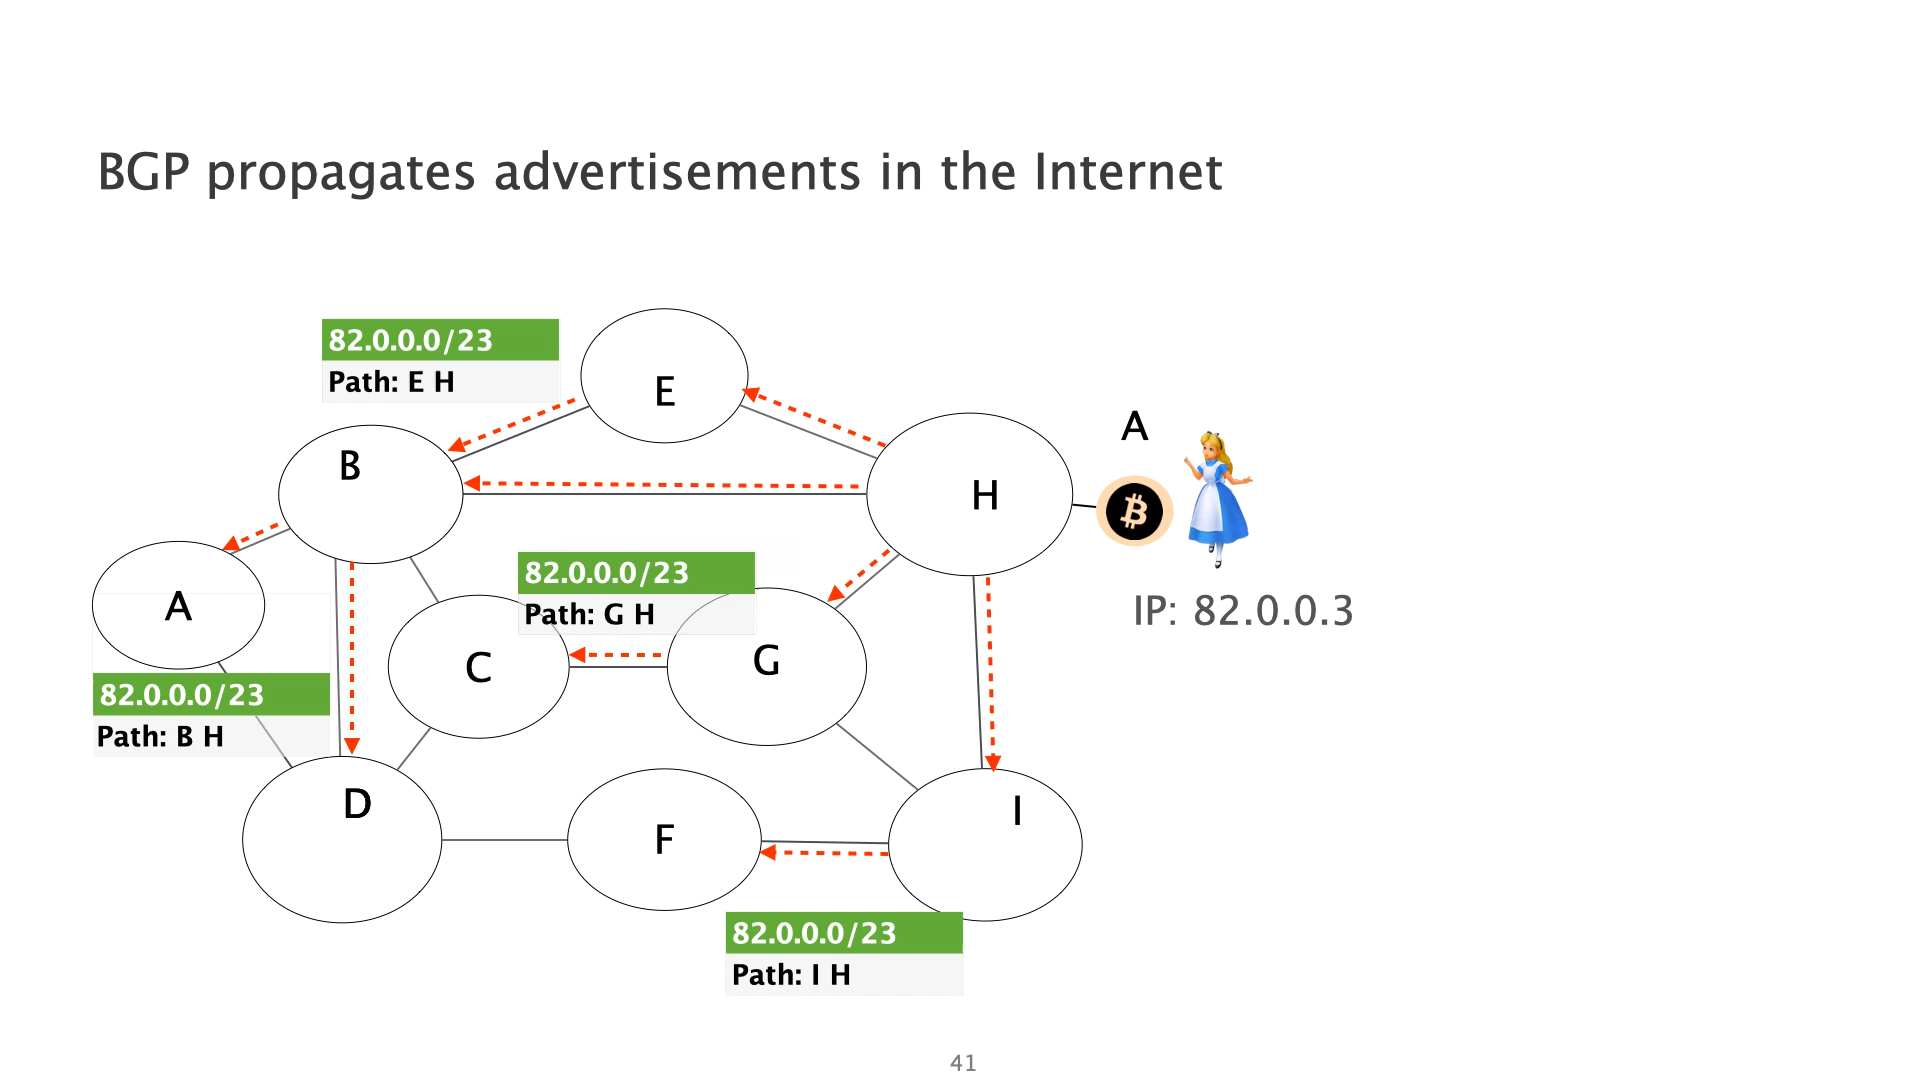 BGP propagates advertisements in the Internet
82.0.0.0/23
Path: E H
E
B
A
H
IP: 82.0.0.3
82.0.0.0/23
Path: G H
A
C
G
82.0.0.0/23
Path: B H
D
F
I
82.0.0.0/23
Path: I H
41